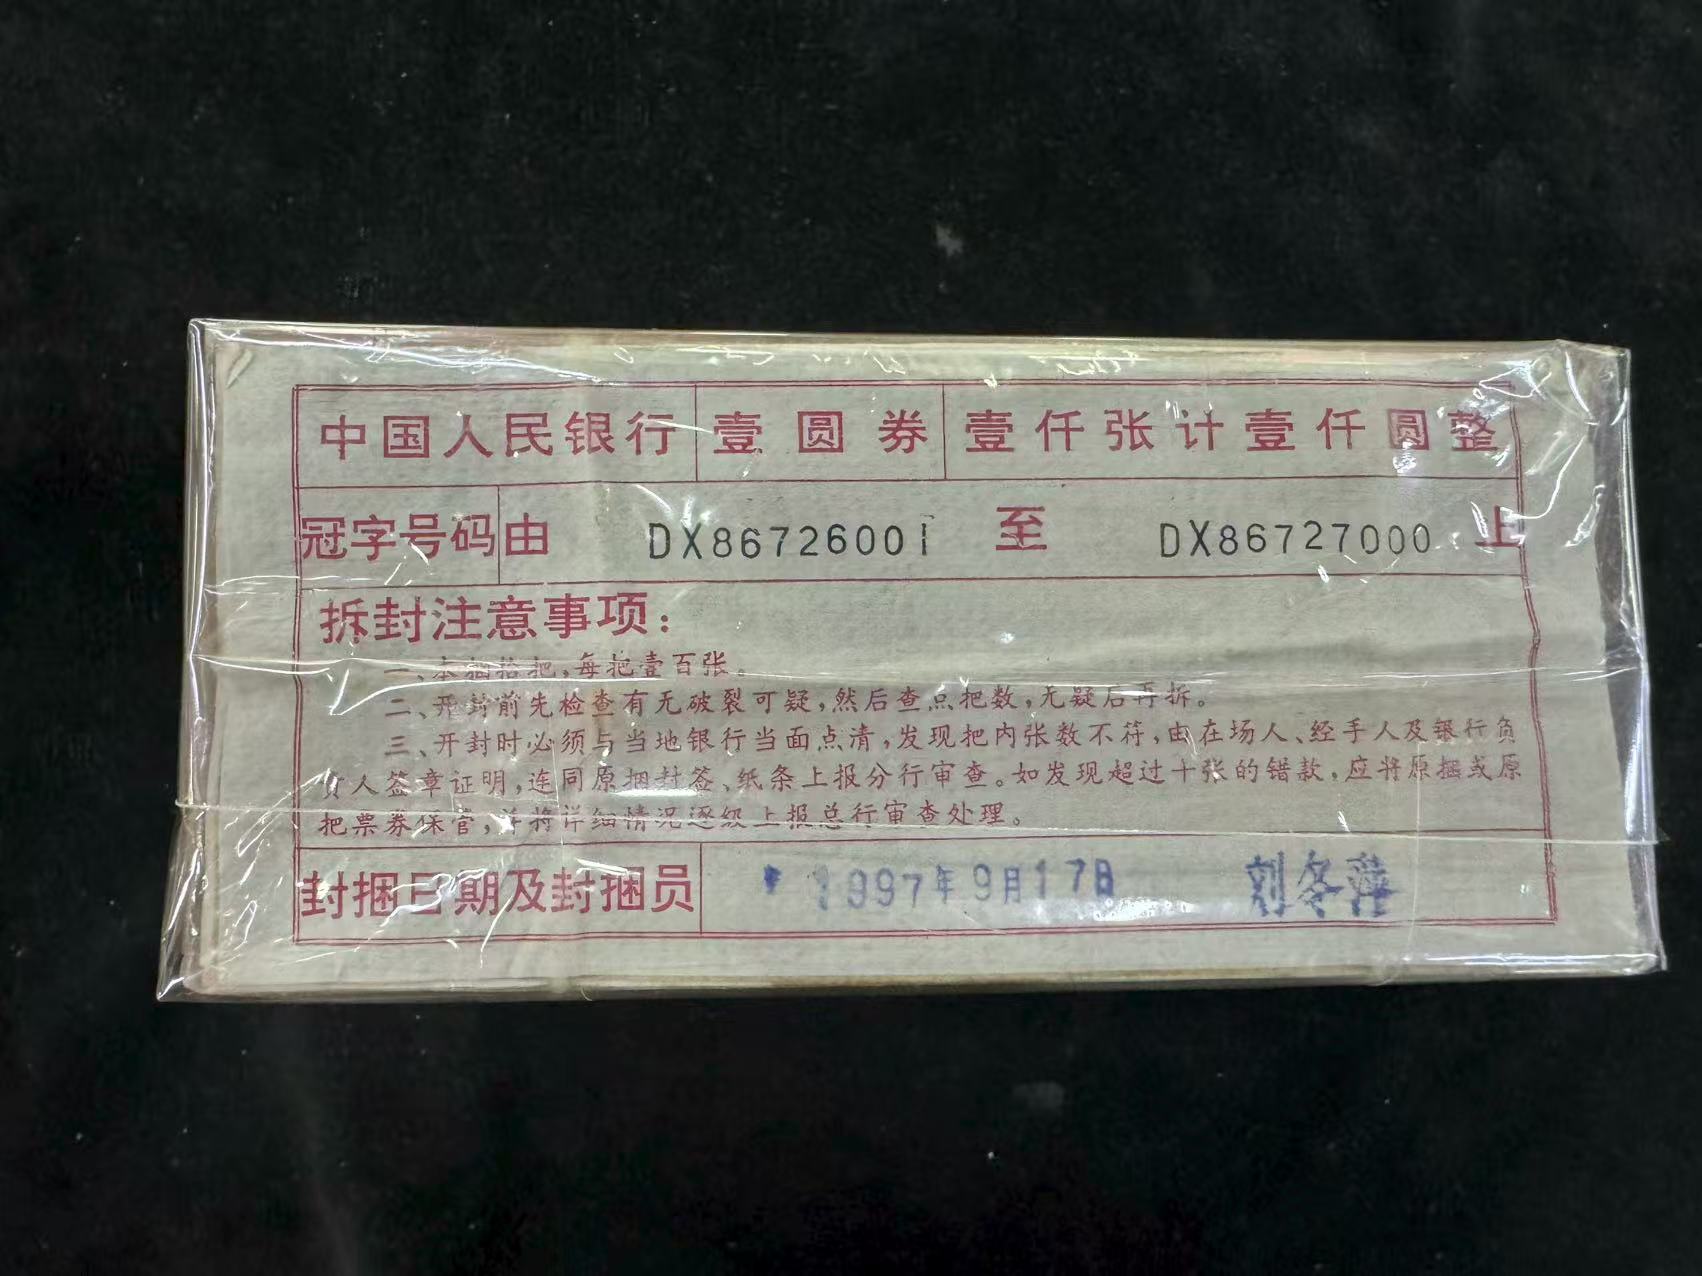 中国人民银行 壹圆券 壹仟张计壹仟圆整
冠字号码 由 DX86726001 至 DX86727000 止
拆封注意事项：
一、本捆拾把，每把壹百张。
二、开封前先检查有无破裂可疑，然后查点把数，无疑后再拆。
三、开封时必须与当地银行当面点清，发现把内张数不符，由在场人、经手人及银行负
责人签章证明，连同原捆封签、纸条上报分行审查。如发现超过十张的错款，应将原捆或原
把票券保管，并将详细情况逐级上报总行审查处理。
封捆日期及封捆员 1997年9月17日 刘冬萍